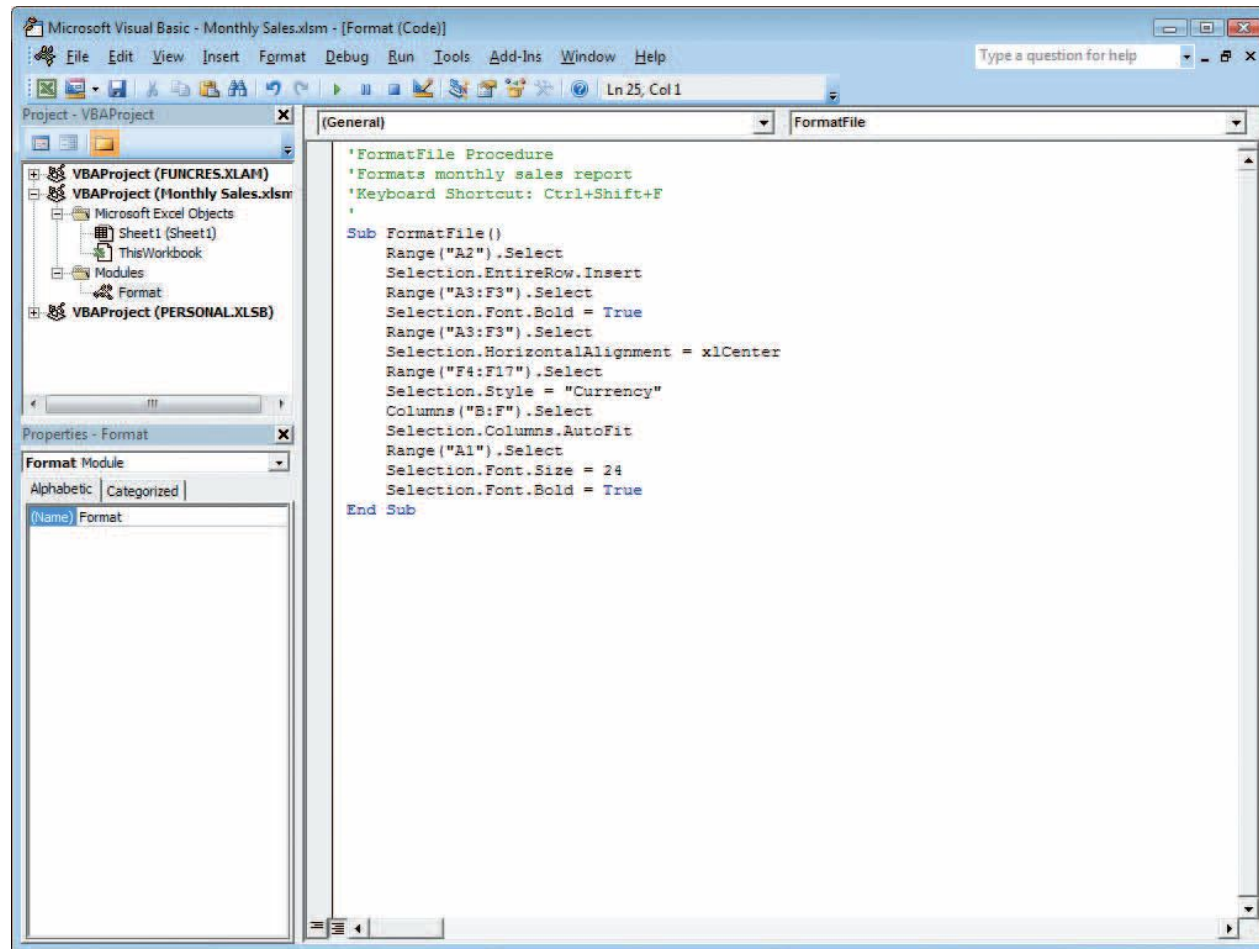 Microsoft Visual Basic - Monthly Sales.xlsm - [Format (Code)]
File Edit View Insert Format Debug Run Tools Add-Ins Window Help
Type a question for help
Ln 25, Col 1
Project - VBAProject
VBAProject (FUNCRES.XLAM)
VBAProject (Monthly Sales.xlsm
Microsoft Excel Objects
Sheet1 (Sheet1)
ThisWorkbook
Modules
Format
VBAProject (PERSONAL.XLSB)
Properties - Format
Format Module
Alphabetic Categorized
(Name) Format
(General) FormatFile
'FormatFile Procedure
'Formats monthly sales report
'Keyboard Shortcut: Ctrl+Shift+F
'
Sub FormatFile()
Range("A2").Select
Selection.EntireRow.Insert
Range("A3:F3").Select
Selection.Font.Bold = True
Range("A3:F3").Select
Selection.HorizontalAlignment = xlCenter
Range("F4:F17").Select
Selection.Style = "Currency"
Columns("B:F").Select
Selection.Columns.AutoFit
Range("A1").Select
Selection.Font.Size = 24
Selection.Font.Bold = True
End Sub